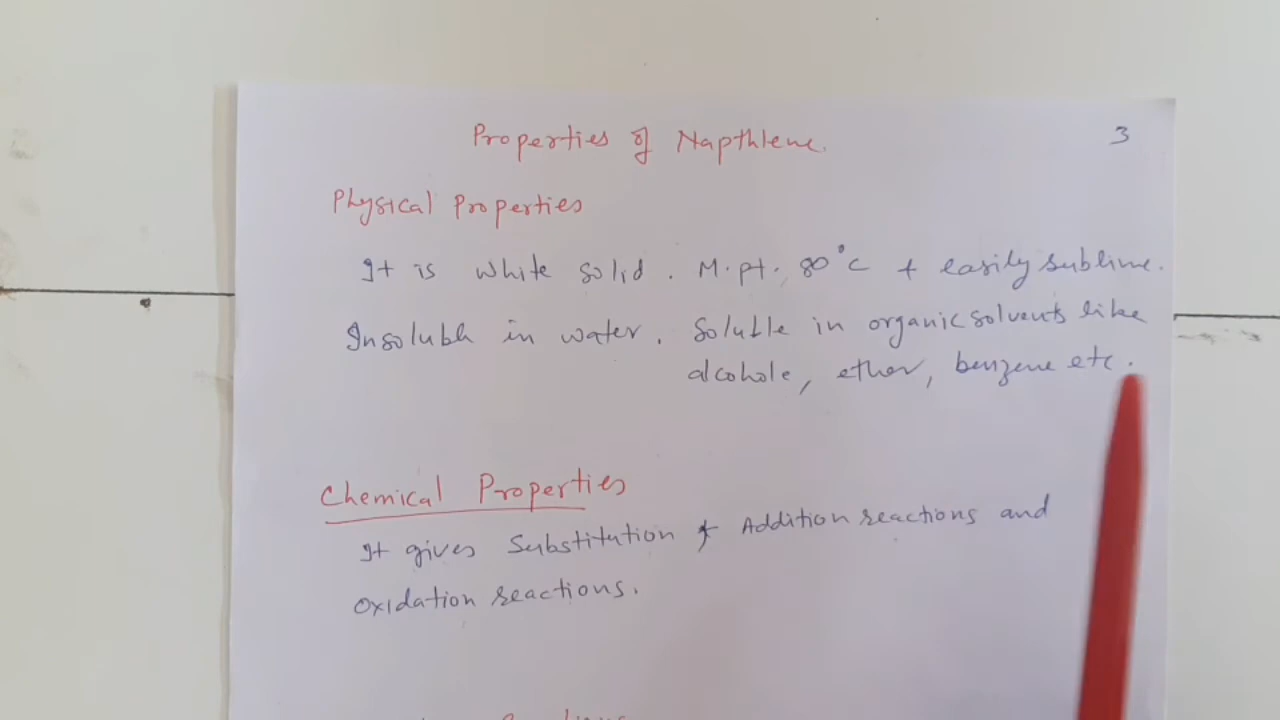 Properties of Napthlene.
3
Physical Properties
It is white solid. M.pt. 80°C + easily sublime.
Insoluble in water. Soluble in organic solvents like
alcohole, ether, benzene etc.
Chemical Properties
It gives Substitution & Addition reactions and
Oxidation reactions.